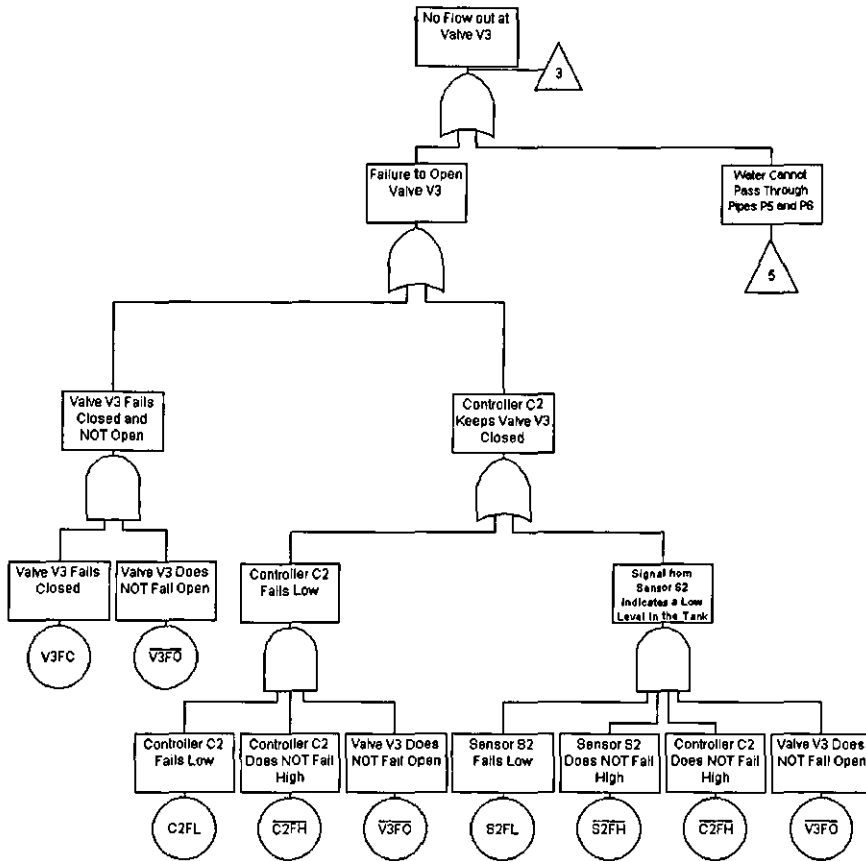 No Flow out at
Valve V3
3
Failure to Open
Valve V3
Water Cannot
Pass Through
Pipes P5 and P6
5
Valve V3 Fails
Closed and
NOT Open
Controller C2
Keeps Valve V3
Closed
Valve V3 Fails
Closed
Valve V3 Does
NOT Fail Open
Controller C2
Fails Low
Signal from
Sensor S2
Indicates a Low
Level in the Tank
V3FC
V3FO
Controller C2
Fails Low
Controller C2
Does NOT Fail
High
Valve V3 Does
NOT Fail Open
Sensor S2
Fails Low
Sensor S2
Does NOT Fail
High
Controller C2
Does NOT Fail
High
Valve V3 Does
NOT Fail Open
C2FL
C2FH
V3FO
S2FL
S2FH
C2FH
V3FO